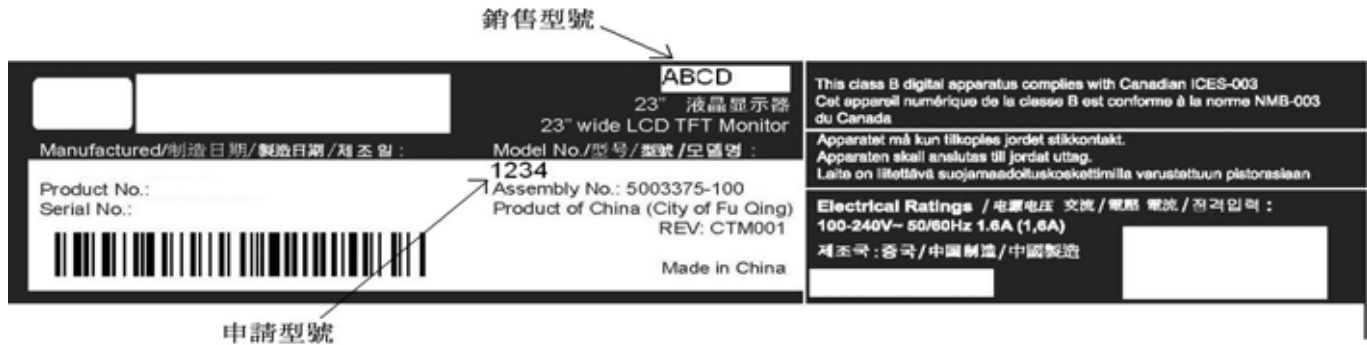 銷售型號
ABCD
23" 液晶显示器
23" wide LCD TFT Monitor
Manufactured/制造日期/製造日期/제조일:
Model No./型号/型號/모델명:
1234
Product No.:
Serial No.:
Assembly No.: 5003375-100
Product of China (City of Fu Qing)
REV: CTM001
Made in China
申請型號
This class B digital apparatus complies with Canadian ICES-003
Cet appareil numérique de la classe B est conforme à la norme NMB-003
du Canada
Apparatet må kun tilkoples jordet stikkontakt.
Apparaten skall anslutas till jordat uttag.
Laite on liitettävä suojamaadoituskoskettimilla varustettuun pistorasiaan
Electrical Ratings / 电源电压 交流/電壓 電流/전격입력:
100-240V~ 50/60Hz 1.6A (1,6A)
제조국:중국/中国制造/中國製造